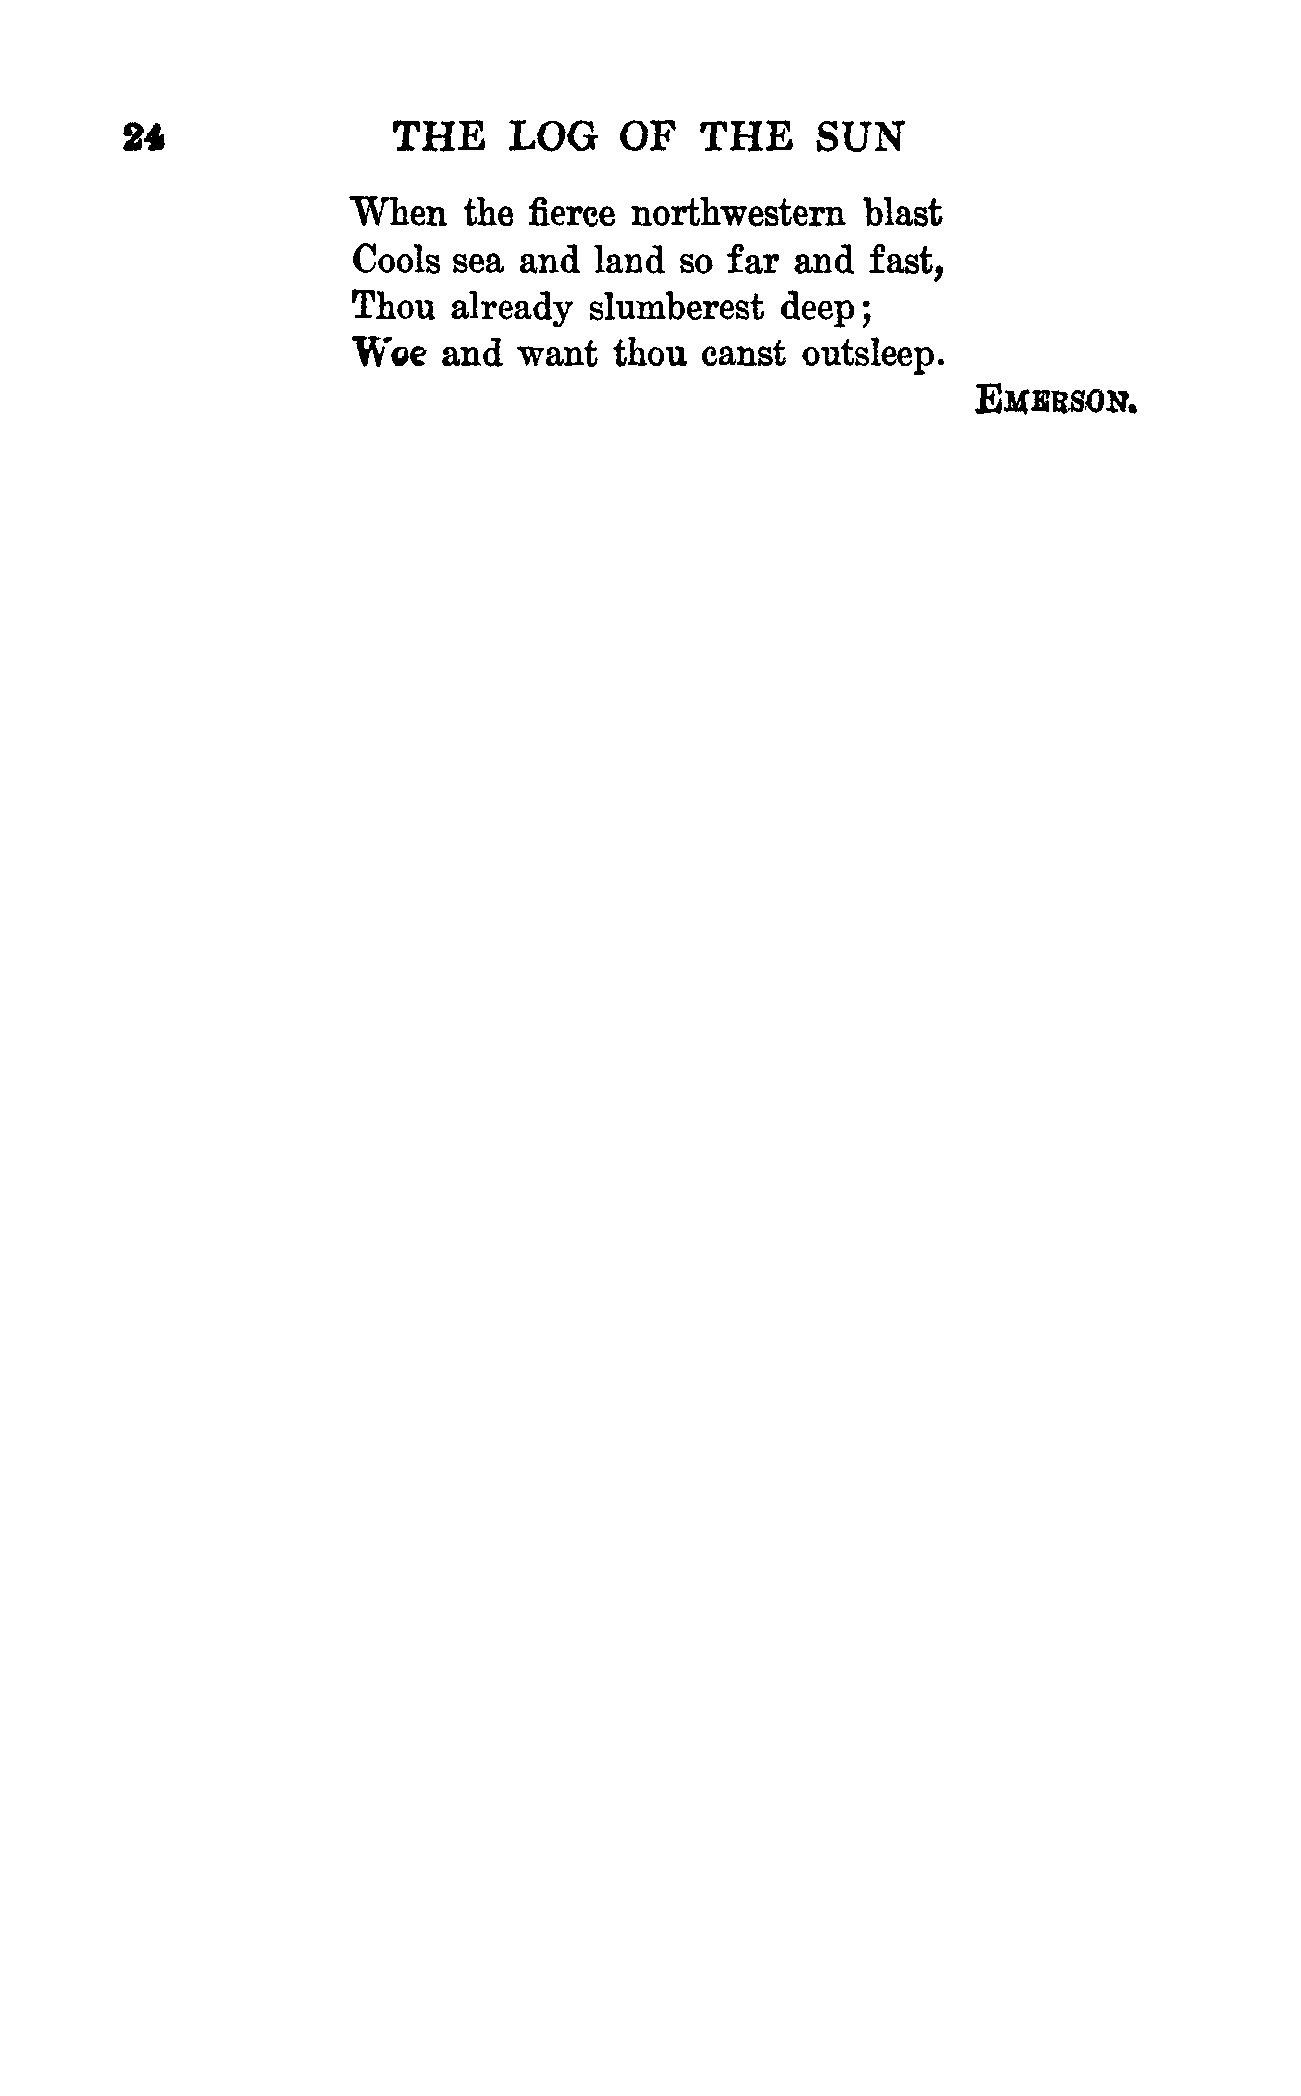 24 THE LOG OF THE SUN
When the fierce northwestern blast
Cools sea and land so far and fast,
Thou already slumberest deep;
Woe and want thou canst outsleep.
EMERSON.